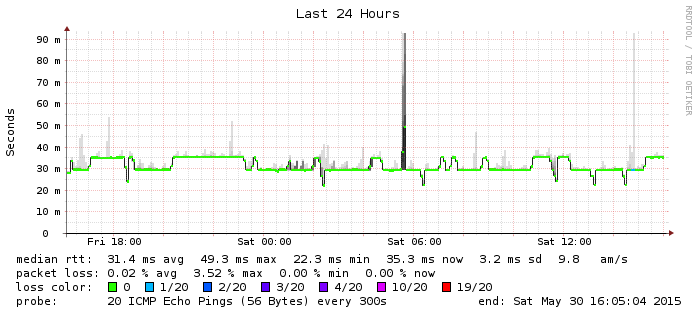 Last 24 Hours
RRDTOOL / TOBI OETIKER
Seconds
90 m
80 m
70 m
60 m
50 m
40 m
30 m
20 m
10 m
0
Fri 18:00 Sat 00:00 Sat 06:00 Sat 12:00
median rtt: 31.4 ms avg 49.3 ms max 22.3 ms min 35.3 ms now 3.2 ms sd 9.8 am/s
packet loss: 0.02 % avg 3.52 % max 0.00 % min 0.00 % now
loss color: 0 1/20 2/20 3/20 4/20 10/20 19/20
probe: 20 ICMP Echo Pings (56 Bytes) every 300s end: Sat May 30 16:05:04 2015